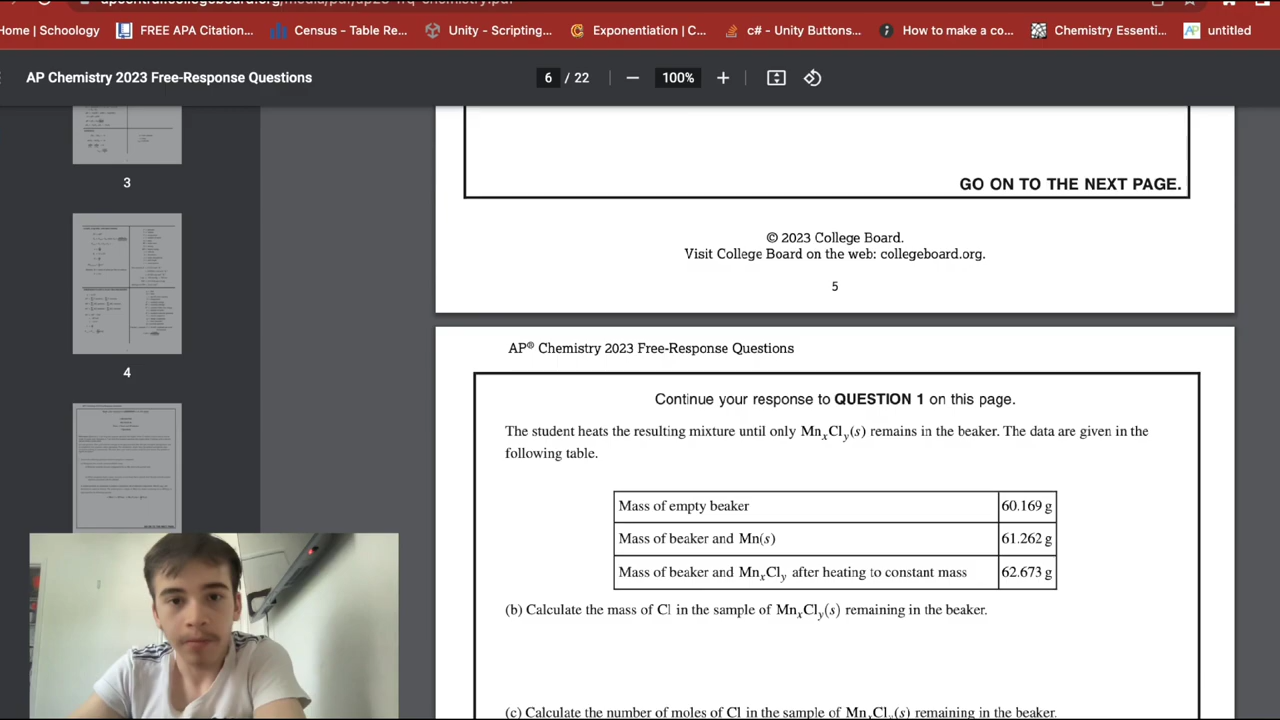 Home | Schoology FREE APA Citation... Census - Table Re... Unity - Scripting... Exponentiation | C... c# - Unity Buttons... How to make a co... Chemistry Essenti... AP untitled
AP Chemistry 2023 Free-Response Questions 6 / 22 100%
3
4
GO ON TO THE NEXT PAGE.
© 2023 College Board.
Visit College Board on the web: collegeboard.org.
5
AP® Chemistry 2023 Free-Response Questions
Continue your response to QUESTION 1 on this page.
The student heats the resulting mixture until only MnxCly(s) remains in the beaker. The data are given in the
following table.
Mass of empty beaker 60.169 g
Mass of beaker and Mn(s) 61.262 g
Mass of beaker and MnxCly after heating to constant mass 62.673 g
(b) Calculate the mass of Cl in the sample of MnxCly(s) remaining in the beaker.
(c) Calculate the number of moles of Cl in the sample of MnxCly(s) remaining in the beaker.